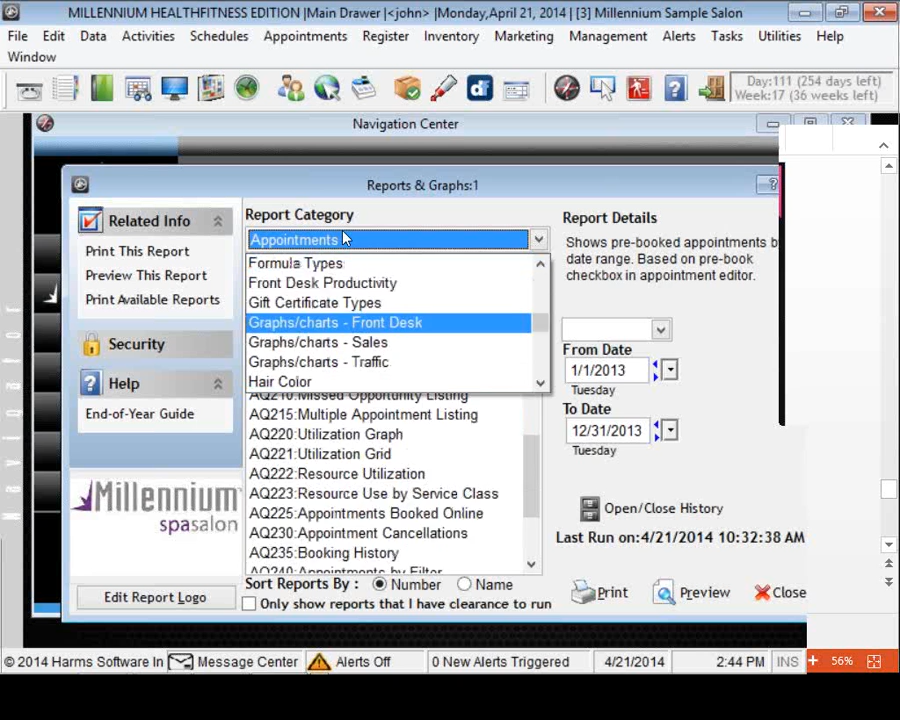 MILLENNIUM HEALTHFITNESS EDITION |Main Drawer |<john> |Monday,April 21, 2014 | [3] Millennium Sample Salon
File Edit Data Activities Schedules Appointments Register Inventory Marketing Management Alerts Tasks Utilities Help
Window
Day:111 (254 days left)
Week:17 (36 weeks left)
Navigation Center
Reports & Graphs:1
Related Info
Print This Report
Preview This Report
Print Available Reports
Security
Help
End-of-Year Guide
Millennium
spasalon
Edit Report Logo
Report Category
Appointments
Formula Types
Front Desk Productivity
Gift Certificate Types
Graphs/charts - Front Desk
Graphs/charts - Sales
Graphs/charts - Traffic
Hair Color
AQ210:Missed Opportunity Listing
AQ215:Multiple Appointment Listing
AQ220:Utilization Graph
AQ221:Utilization Grid
AQ222:Resource Utilization
AQ223:Resource Use by Service Class
AQ225:Appointments Booked Online
AQ230:Appointment Cancellations
AQ235:Booking History
AQ240:Appointments by Filter
Sort Reports By : Number Name
Only show reports that I have clearance to run
Report Details
Shows pre-booked appointments by
date range. Based on pre-book
checkbox in appointment editor.
From Date
1/1/2013
Tuesday
To Date
12/31/2013
Tuesday
Open/Close History
Last Run on:4/21/2014 10:32:38 AM
Print Preview Close
© 2014 Harms Software In Message Center Alerts Off 0 New Alerts Triggered 4/21/2014 2:44 PM INS + 56%